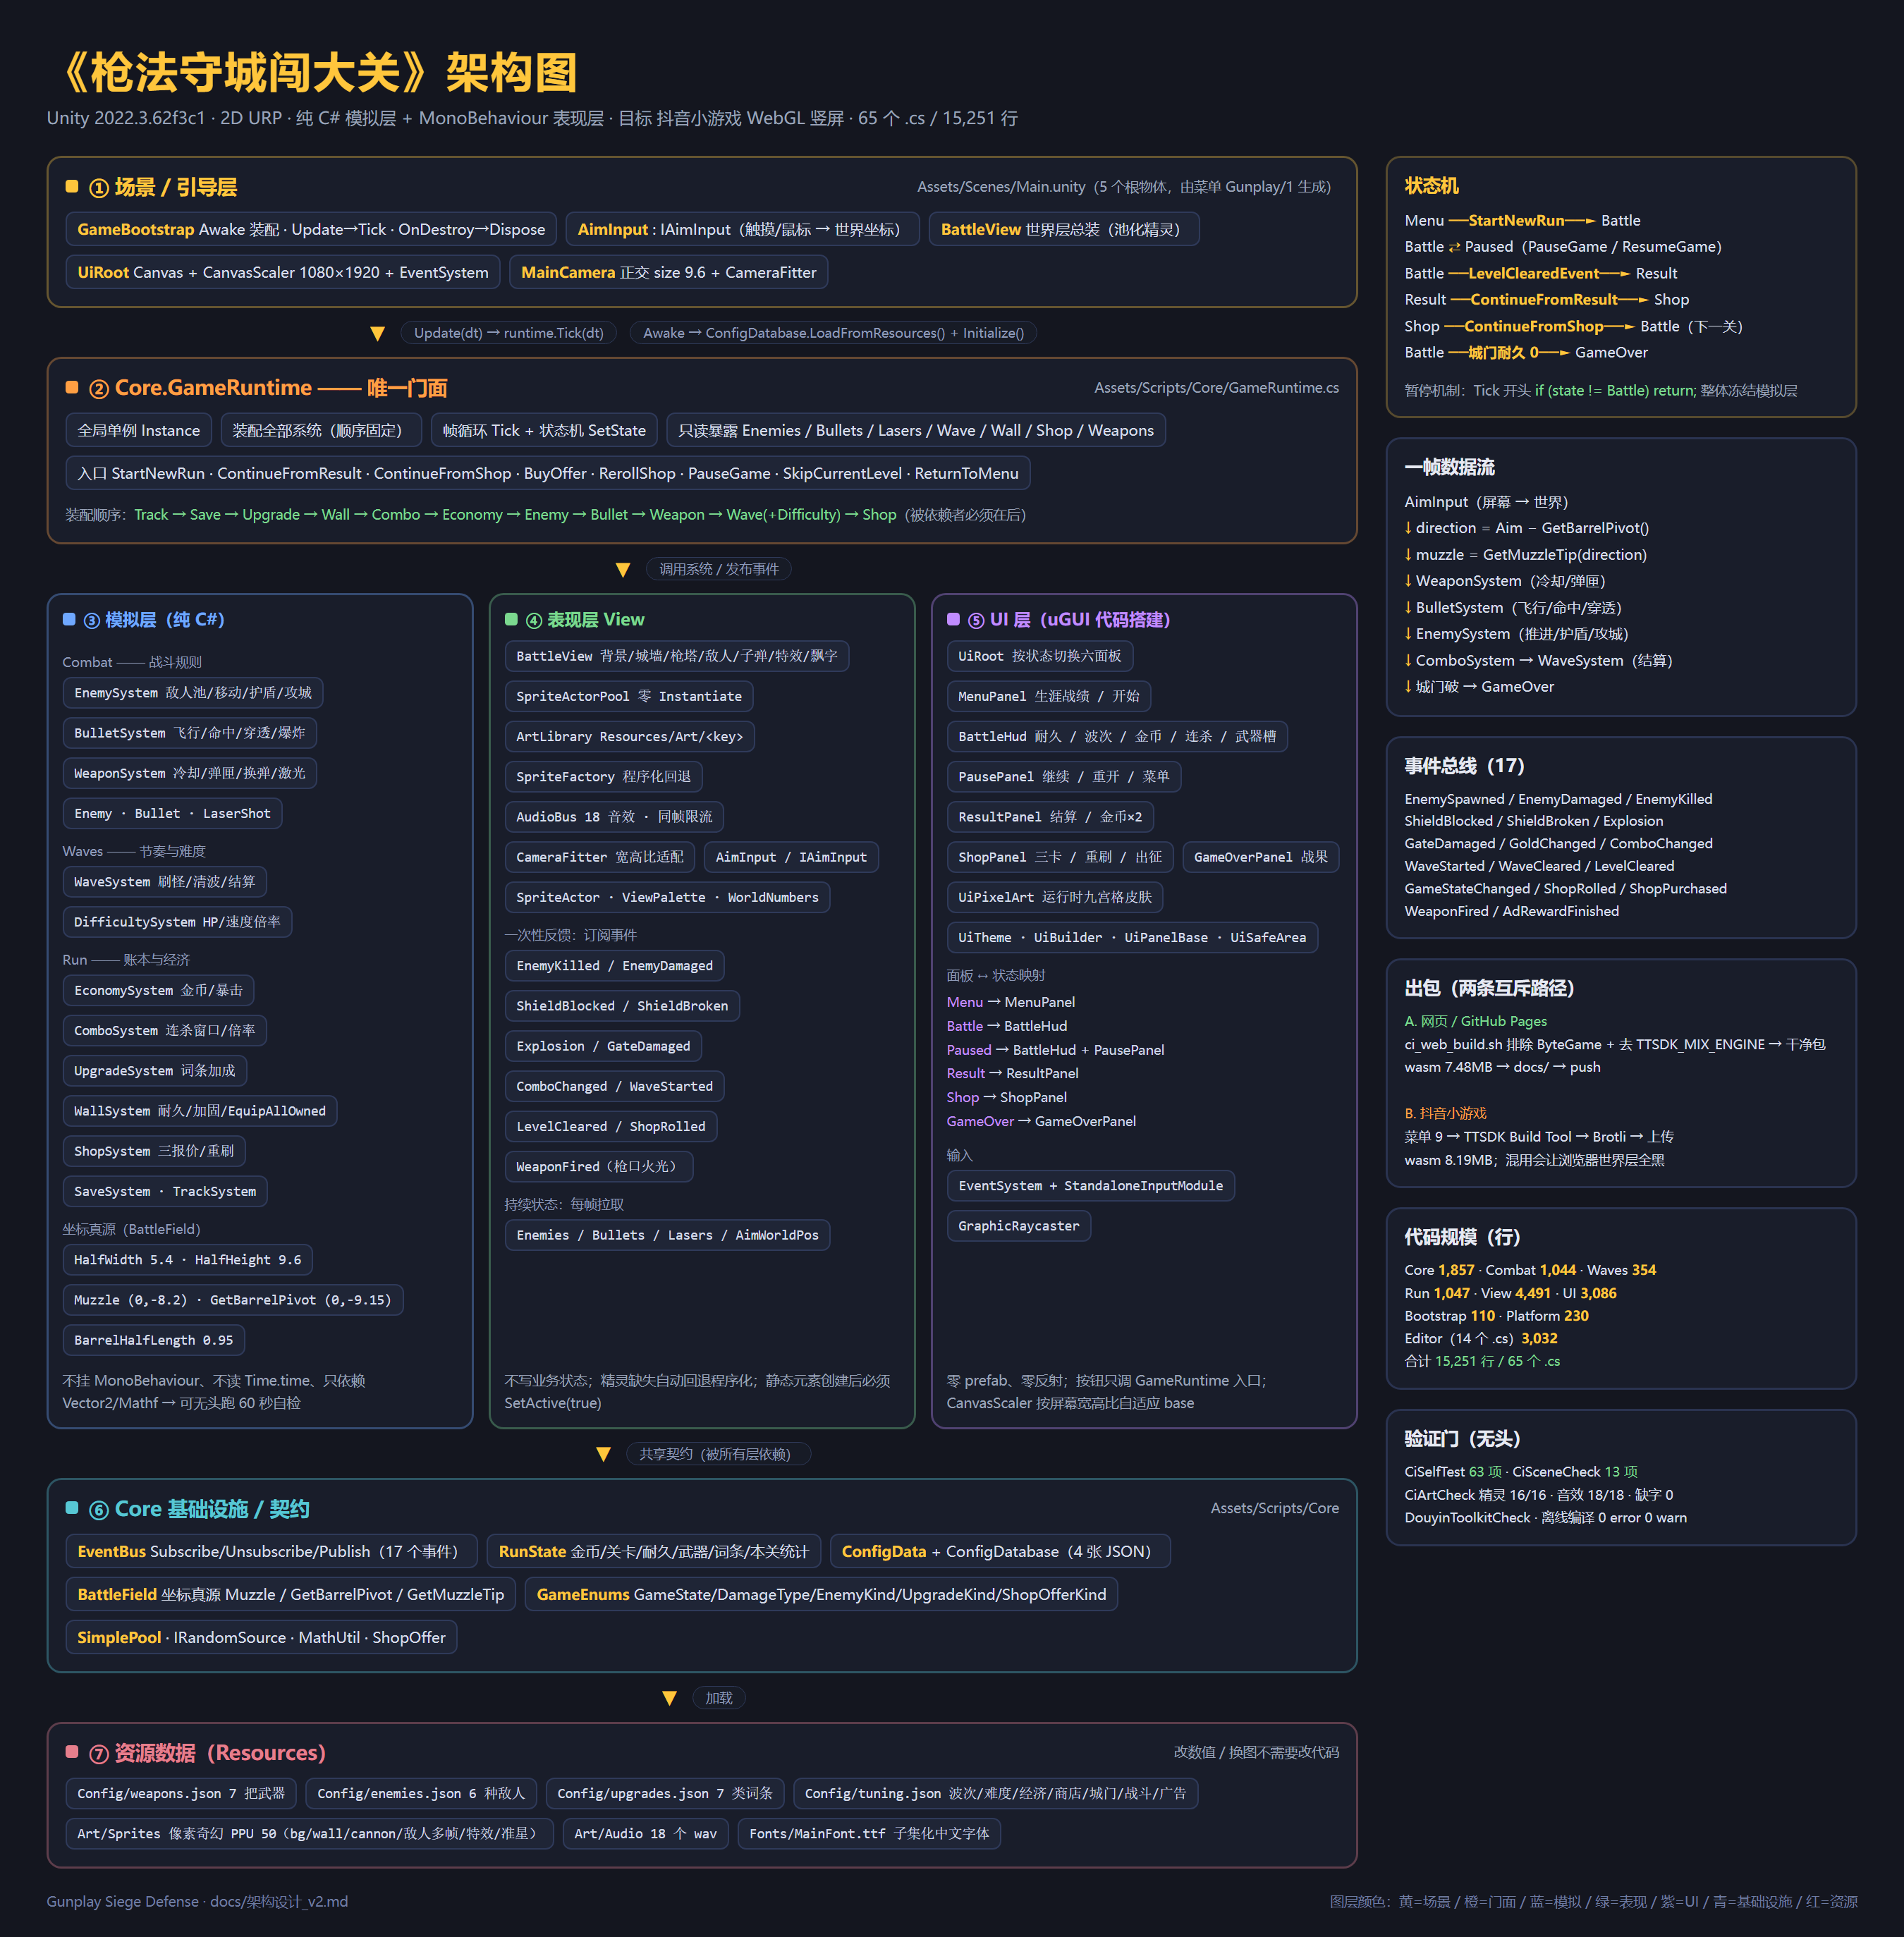 《枪法守城闯大关》架构图
Unity 2022.3.62f3c1 · 2D URP · 纯 C# 模拟层 + MonoBehaviour 表现层 · 目标 抖音小游戏 WebGL 竖屏 · 65 个 .cs / 15,251 行
① 场景 / 引导层
Assets/Scenes/Main.unity（5 个根物体，由菜单 Gunplay/1 生成）
GameBootstrap Awake 装配 · Update→Tick · OnDestroy→Dispose
AimInput : IAimInput（触摸/鼠标 → 世界坐标）
BattleView 世界层总装（池化精灵）
UiRoot Canvas + CanvasScaler 1080×1920 + EventSystem
MainCamera 正交 size 9.6 + CameraFitter
▼ Update(dt) → runtime.Tick(dt)
Awake → ConfigDatabase.LoadFromResources() + Initialize()
② Core.GameRuntime —— 唯一门面
Assets/Scripts/Core/GameRuntime.cs
全局单例 Instance
装配全部系统（顺序固定）
帧循环 Tick + 状态机 SetState
只读暴露 Enemies / Bullets / Lasers / Wave / Wall / Shop / Weapons
入口 StartNewRun · ContinueFromResult · ContinueFromShop · BuyOffer · RerollShop · PauseGame · SkipCurrentLevel · ReturnToMenu
装配顺序：Track → Save → Upgrade → Wall → Combo → Economy → Enemy → Bullet → Weapon → Wave(+Difficulty) → Shop（被依赖者必须在后）
▼ 调用系统 / 发布事件
③ 模拟层（纯 C#）
Combat —— 战斗规则
EnemySystem 敌人池/移动/护盾/攻城
BulletSystem 飞行/命中/穿透/爆炸
WeaponSystem 冷却/弹匣/换弹/激光
Enemy · Bullet · LaserShot
Waves —— 节奏与难度
WaveSystem 刷怪/清波/结算
DifficultySystem HP/速度倍率
Run —— 账本与经济
EconomySystem 金币/暴击
ComboSystem 连杀窗口/倍率
UpgradeSystem 词条加成
WallSystem 耐久/加固/EquipAllOwned
ShopSystem 三报价/重刷
SaveSystem · TrackSystem
坐标真源（BattleField）
HalfWidth 5.4 · HalfHeight 9.6
Muzzle (0,-8.2) · GetBarrelPivot (0,-9.15)
BarrelHalfLength 0.95
不挂 MonoBehaviour、不读 Time.time、只依赖
Vector2/Mathf → 可无头跑 60 秒自检
④ 表现层 View
BattleView 背景/城墙/枪塔/敌人/子弹/特效/飘字
SpriteActorPool 零 Instantiate
ArtLibrary Resources/Art/<key>
SpriteFactory 程序化回退
AudioBus 18 音效 · 同帧限流
CameraFitter 宽高比适配
AimInput / IAimInput
SpriteActor · ViewPalette · WorldNumbers
一次性反馈：订阅事件
EnemyKilled / EnemyDamaged
ShieldBlocked / ShieldBroken
Explosion / GateDamaged
ComboChanged / WaveStarted
LevelCleared / ShopRolled
WeaponFired（枪口火光）
持续状态：每帧拉取
Enemies / Bullets / Lasers / AimWorldPos
不写业务状态；精灵缺失自动回退程序化；静态元素创建后必须
SetActive(true)
⑤ UI 层（uGUI 代码搭建）
UiRoot 按状态切换六面板
MenuPanel 生涯战绩 / 开始
BattleHud 耐久 / 波次 / 金币 / 连杀 / 武器槽
PausePanel 继续 / 重开 / 菜单
ResultPanel 结算 / 金币×2
ShopPanel 三卡 / 重刷 / 出征
GameOverPanel 战果
UiPixelArt 运行时九宫格皮肤
UiTheme · UiBuilder · UiPanelBase · UiSafeArea
面板 ↔ 状态映射
Menu → MenuPanel
Battle → BattleHud
Paused → BattleHud + PausePanel
Result → ResultPanel
Shop → ShopPanel
GameOver → GameOverPanel
输入
EventSystem + StandaloneInputModule
GraphicRaycaster
零 prefab、零反射；按钮只调 GameRuntime 入口；
CanvasScaler 按屏幕宽高比自适应 base
▼ 共享契约（被所有层依赖）
⑥ Core 基础设施 / 契约
Assets/Scripts/Core
EventBus Subscribe/Unsubscribe/Publish（17 个事件）
RunState 金币/关卡/耐久/武器/词条/本关统计
ConfigData + ConfigDatabase（4 张 JSON）
BattleField 坐标真源 Muzzle / GetBarrelPivot / GetMuzzleTip
GameEnums GameState/DamageType/EnemyKind/UpgradeKind/ShopOfferKind
SimplePool · IRandomSource · MathUtil · ShopOffer
▼ 加载
⑦ 资源数据（Resources）
改数值 / 换图不需要改代码
Config/weapons.json 7 把武器
Config/enemies.json 6 种敌人
Config/upgrades.json 7 类词条
Config/tuning.json 波次/难度/经济/商店/城门/战斗/广告
Art/Sprites 像素奇幻 PPU 50（bg/wall/cannon/敌人多帧/特效/准星）
Art/Audio 18 个 wav
Fonts/MainFont.ttf 子集化中文字体
状态机
Menu ──StartNewRun──► Battle
Battle ⇄ Paused（PauseGame / ResumeGame）
Battle ──LevelClearedEvent──► Result
Result ──ContinueFromResult──► Shop
Shop ──ContinueFromShop──► Battle（下一关）
Battle ──城门耐久 0──► GameOver
暂停机制：Tick 开头 if (state != Battle) return; 整体冻结模拟层
一帧数据流
AimInput（屏幕 → 世界）
↓ direction = Aim − GetBarrelPivot()
↓ muzzle = GetMuzzleTip(direction)
↓ WeaponSystem（冷却/弹匣）
↓ BulletSystem（飞行/命中/穿透）
↓ EnemySystem（推进/护盾/攻城）
↓ ComboSystem → WaveSystem（结算）
↓ 城门破 → GameOver
事件总线（17）
EnemySpawned / EnemyDamaged / EnemyKilled
ShieldBlocked / ShieldBroken / Explosion
GateDamaged / GoldChanged / ComboChanged
WaveStarted / WaveCleared / LevelCleared
GameStateChanged / ShopRolled / ShopPurchased
WeaponFired / AdRewardFinished
出包（两条互斥路径）
A. 网页 / GitHub Pages
ci_web_build.sh 排除 ByteGame + 去 TTSDK_MIX_ENGINE → 干净包
wasm 7.48MB → docs/ → push
B. 抖音小游戏
菜单 9 → TTSDK Build Tool → Brotli → 上传
wasm 8.19MB；混用会让浏览器世界层全黑
代码规模（行）
Core 1,857 · Combat 1,044 · Waves 354
Run 1,047 · View 4,491 · UI 3,086
Bootstrap 110 · Platform 230
Editor（14 个 .cs）3,032
合计 15,251 行 / 65 个 .cs
验证门（无头）
CiSelfTest 63 项 · CiSceneCheck 13 项
CiArtCheck 精灵 16/16 · 音效 18/18 · 缺字 0
DouyinToolkitCheck · 离线编译 0 error 0 warn
Gunplay Siege Defense · docs/架构设计_v2.md
图层颜色：黄=场景 / 橙=门面 / 蓝=模拟 / 绿=表现 / 紫=UI / 青=基础设施 / 红=资源